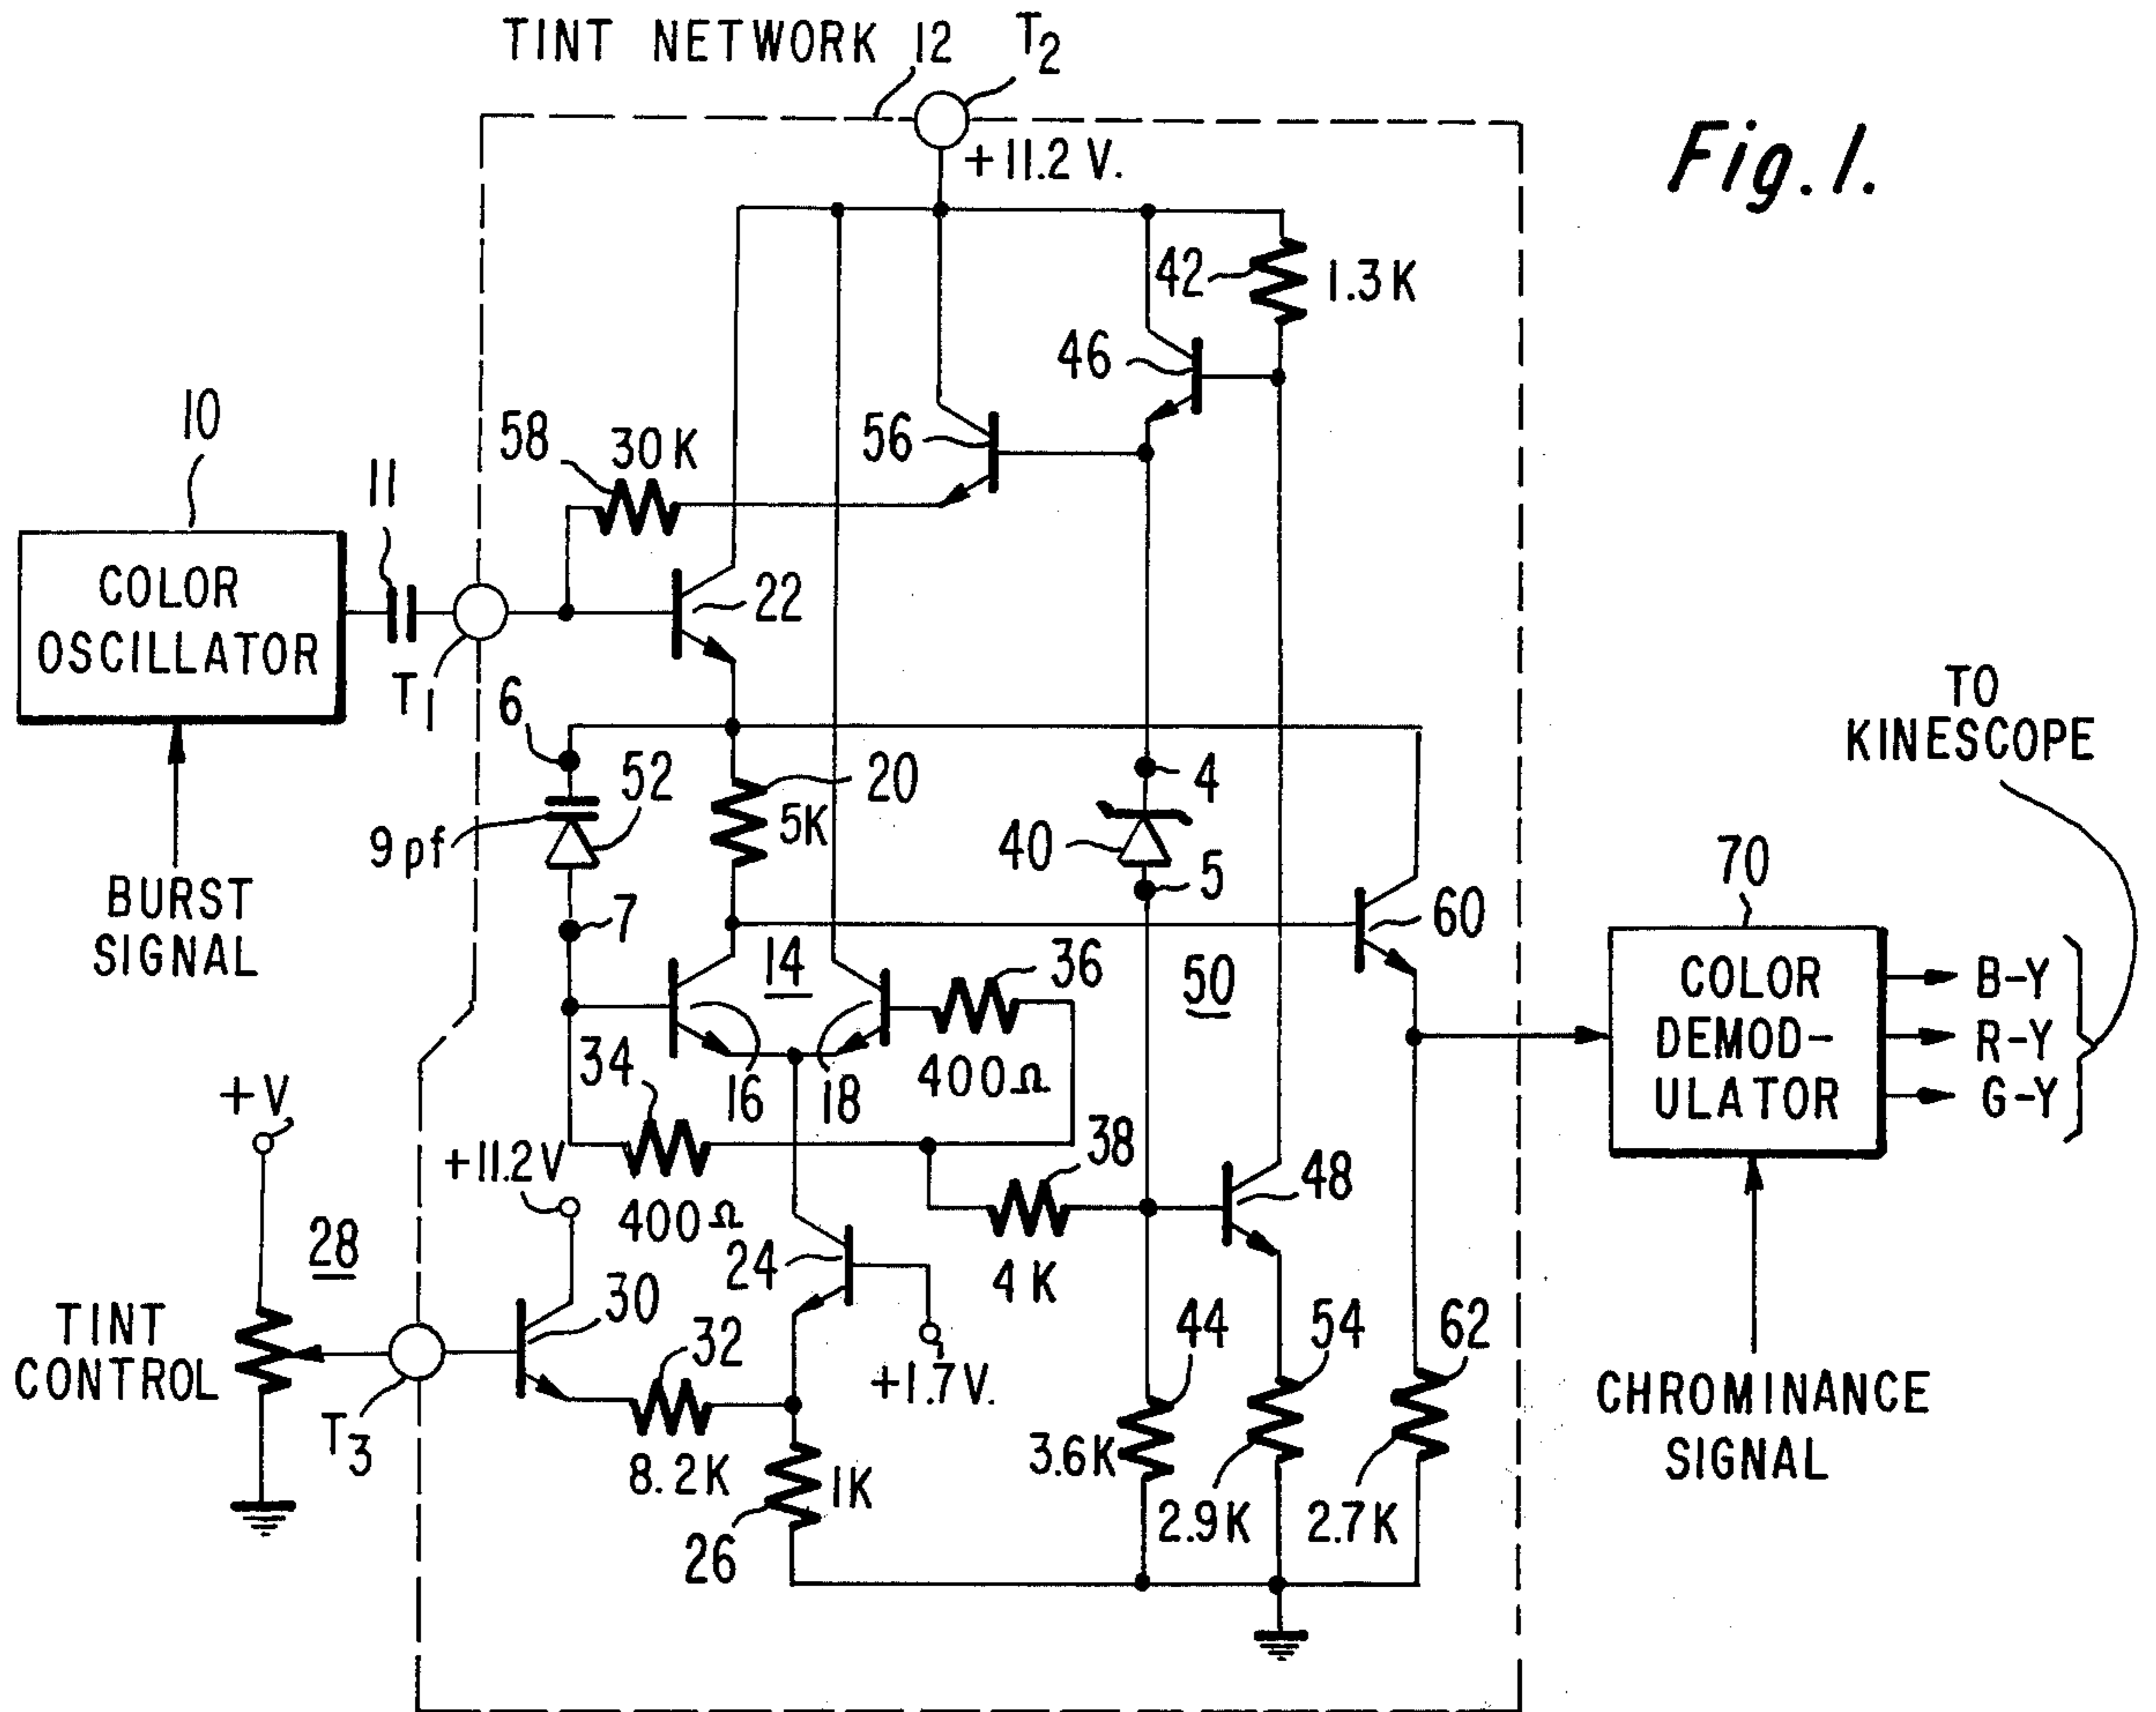 TINT NETWORK 12
T2
+11.2 V.
Fig. 1.
42
1.3K
46
56
58
30K
10
11
COLOR
OSCILLATOR
T1
22
6
52
20
5K
9pf
4
40
5
TO
KINESCOPE
BURST
SIGNAL
7
14
36
50
60
70
COLOR
DEMOD-
ULATOR
B-Y
R-Y
G-Y
34
16
18
400Ω
38
+V
+11.2V
400Ω
24
4K
48
28
TINT
CONTROL
30
32
+1.7V.
44
54
62
T3
8.2K
1K
26
3.6K
2.9K
2.7K
CHROMINANCE
SIGNAL